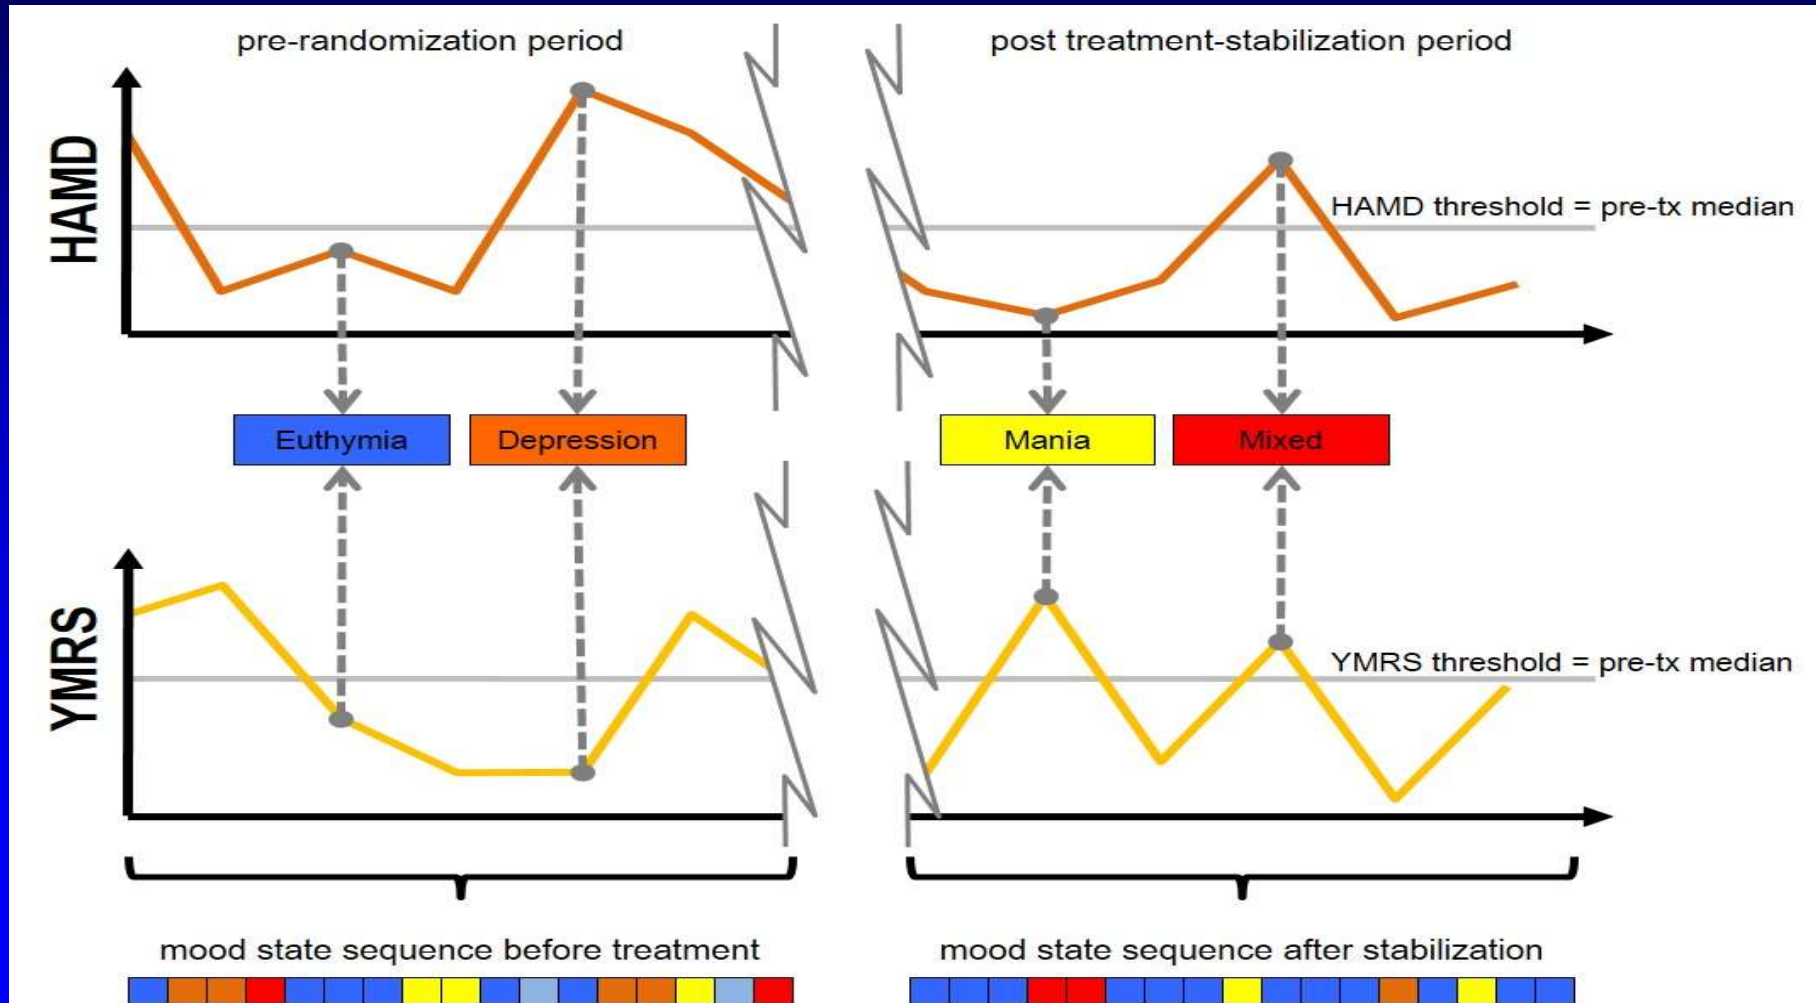 pre-randomization period
post treatment-stabilization period
HAMD
HAMD threshold = pre-tx median
Euthymia
Depression
Mania
Mixed
YMRS
YMRS threshold = pre-tx median
mood state sequence before treatment
mood state sequence after stabilization